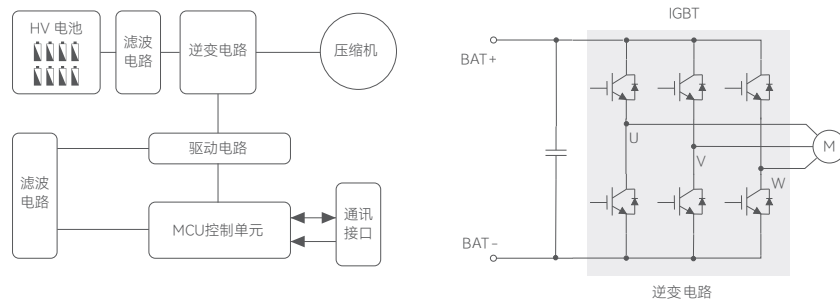 HV 电池
滤波
电路
逆变电路
压缩机
驱动电路
滤波
电路
MCU控制单元
通讯
接口
IGBT
BAT+
U
V
W
M
BAT-
逆变电路